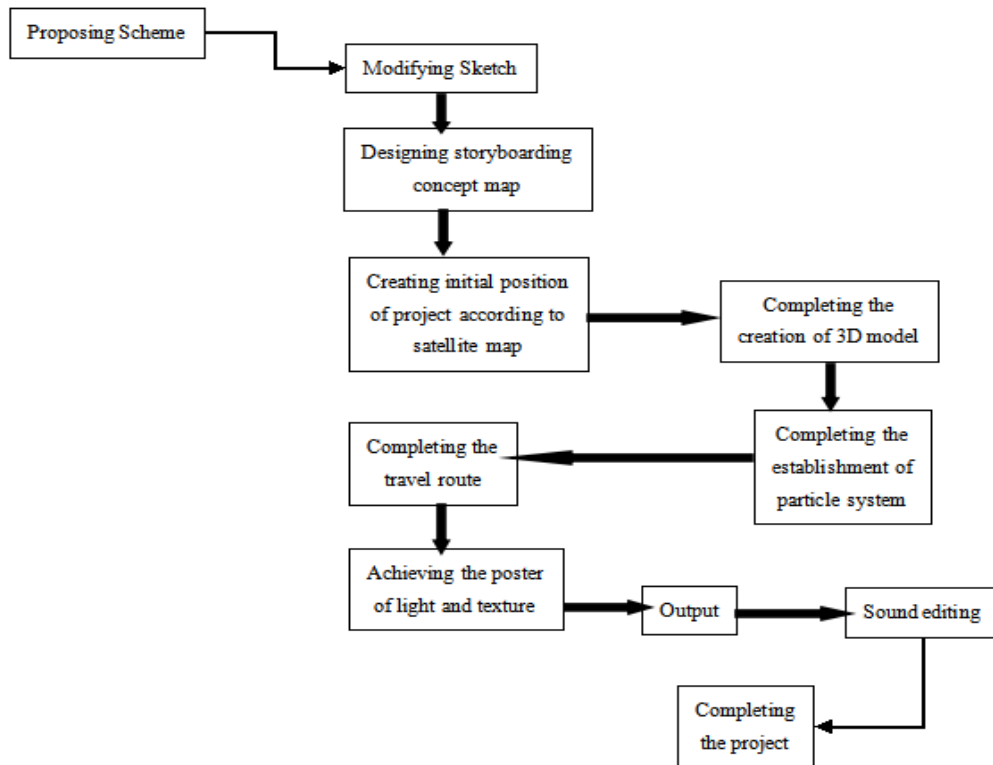 Proposing Scheme
Modifying Sketch
Designing storyboarding
concept map
Creating initial position
of project according to
satellite map
Completing the
creation of 3D model
Completing the
establishment of
particle system
Completing the
travel route
Achieving the poster
of light and texture
Output
Sound editing
Completing
the project